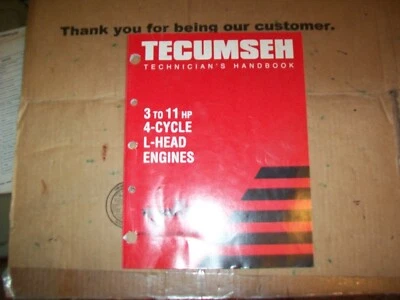 Thank you for being our customer.
TECUMSEH
TECHNICIAN'S HANDBOOK
3 TO 11 HP
4-CYCLE
L-HEAD
ENGINES